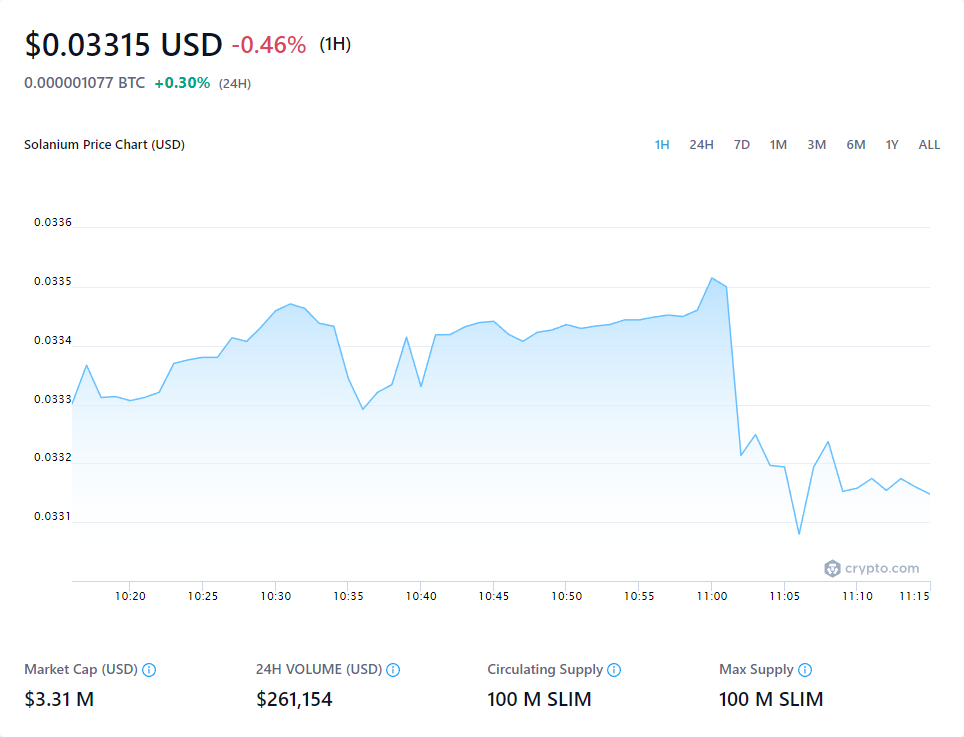 $0.03315 USD -0.46% (1H)
0.000001077 BTC +0.30% (24H)
Solanium Price Chart (USD) 1H 24H 7D 1M 3M 6M 1Y ALL
0.0336
0.0335
0.0334
0.0333
0.0332
0.0331
crypto.com
10:20 10:25 10:30 10:35 10:40 10:45 10:50 10:55 11:00 11:05 11:10 11:15
Market Cap (USD) 24H VOLUME (USD) Circulating Supply Max Supply
$3.31 M $261,154 100 M SLIM 100 M SLIM